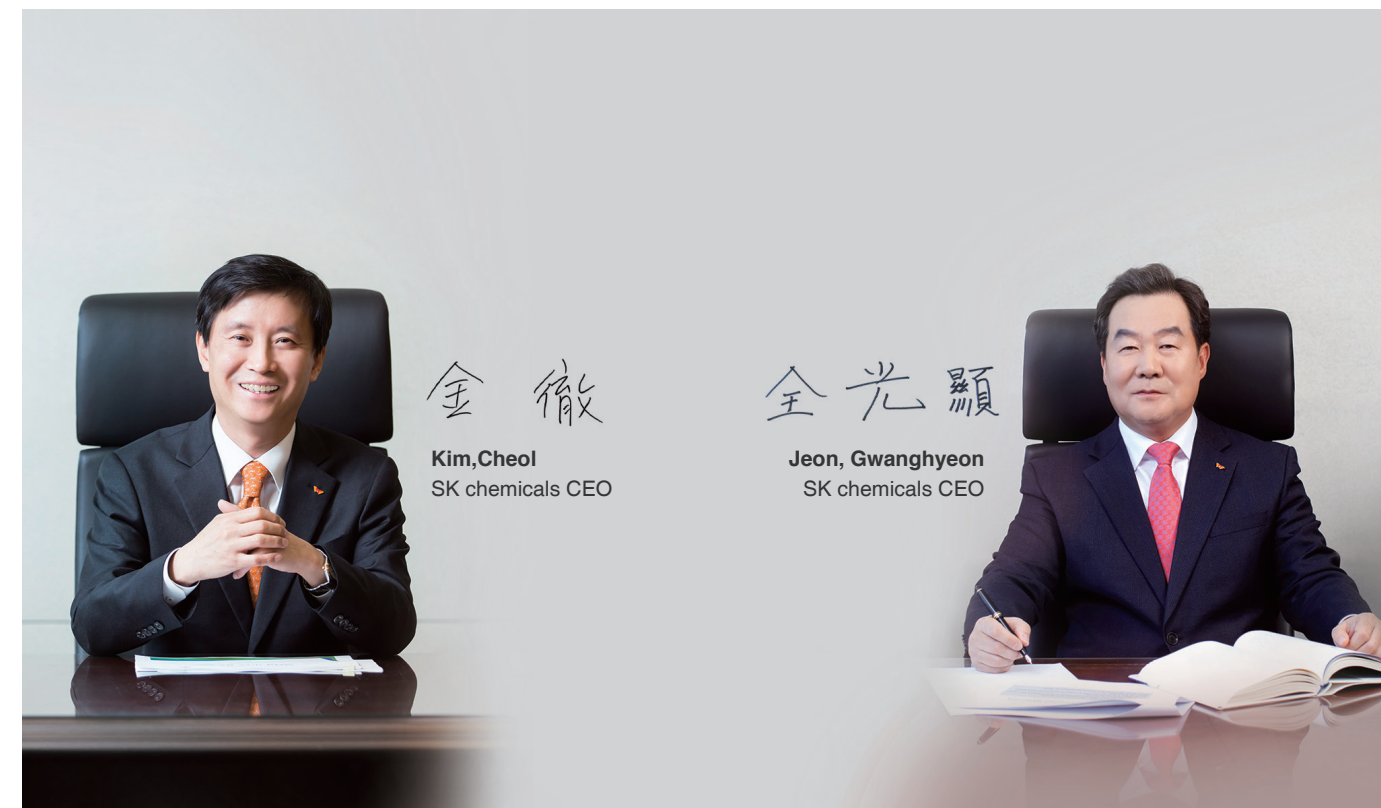 金 徹
Kim,Cheol
SK chemicals CEO
全光顯
Jeon, Gwanghyeon
SK chemicals CEO